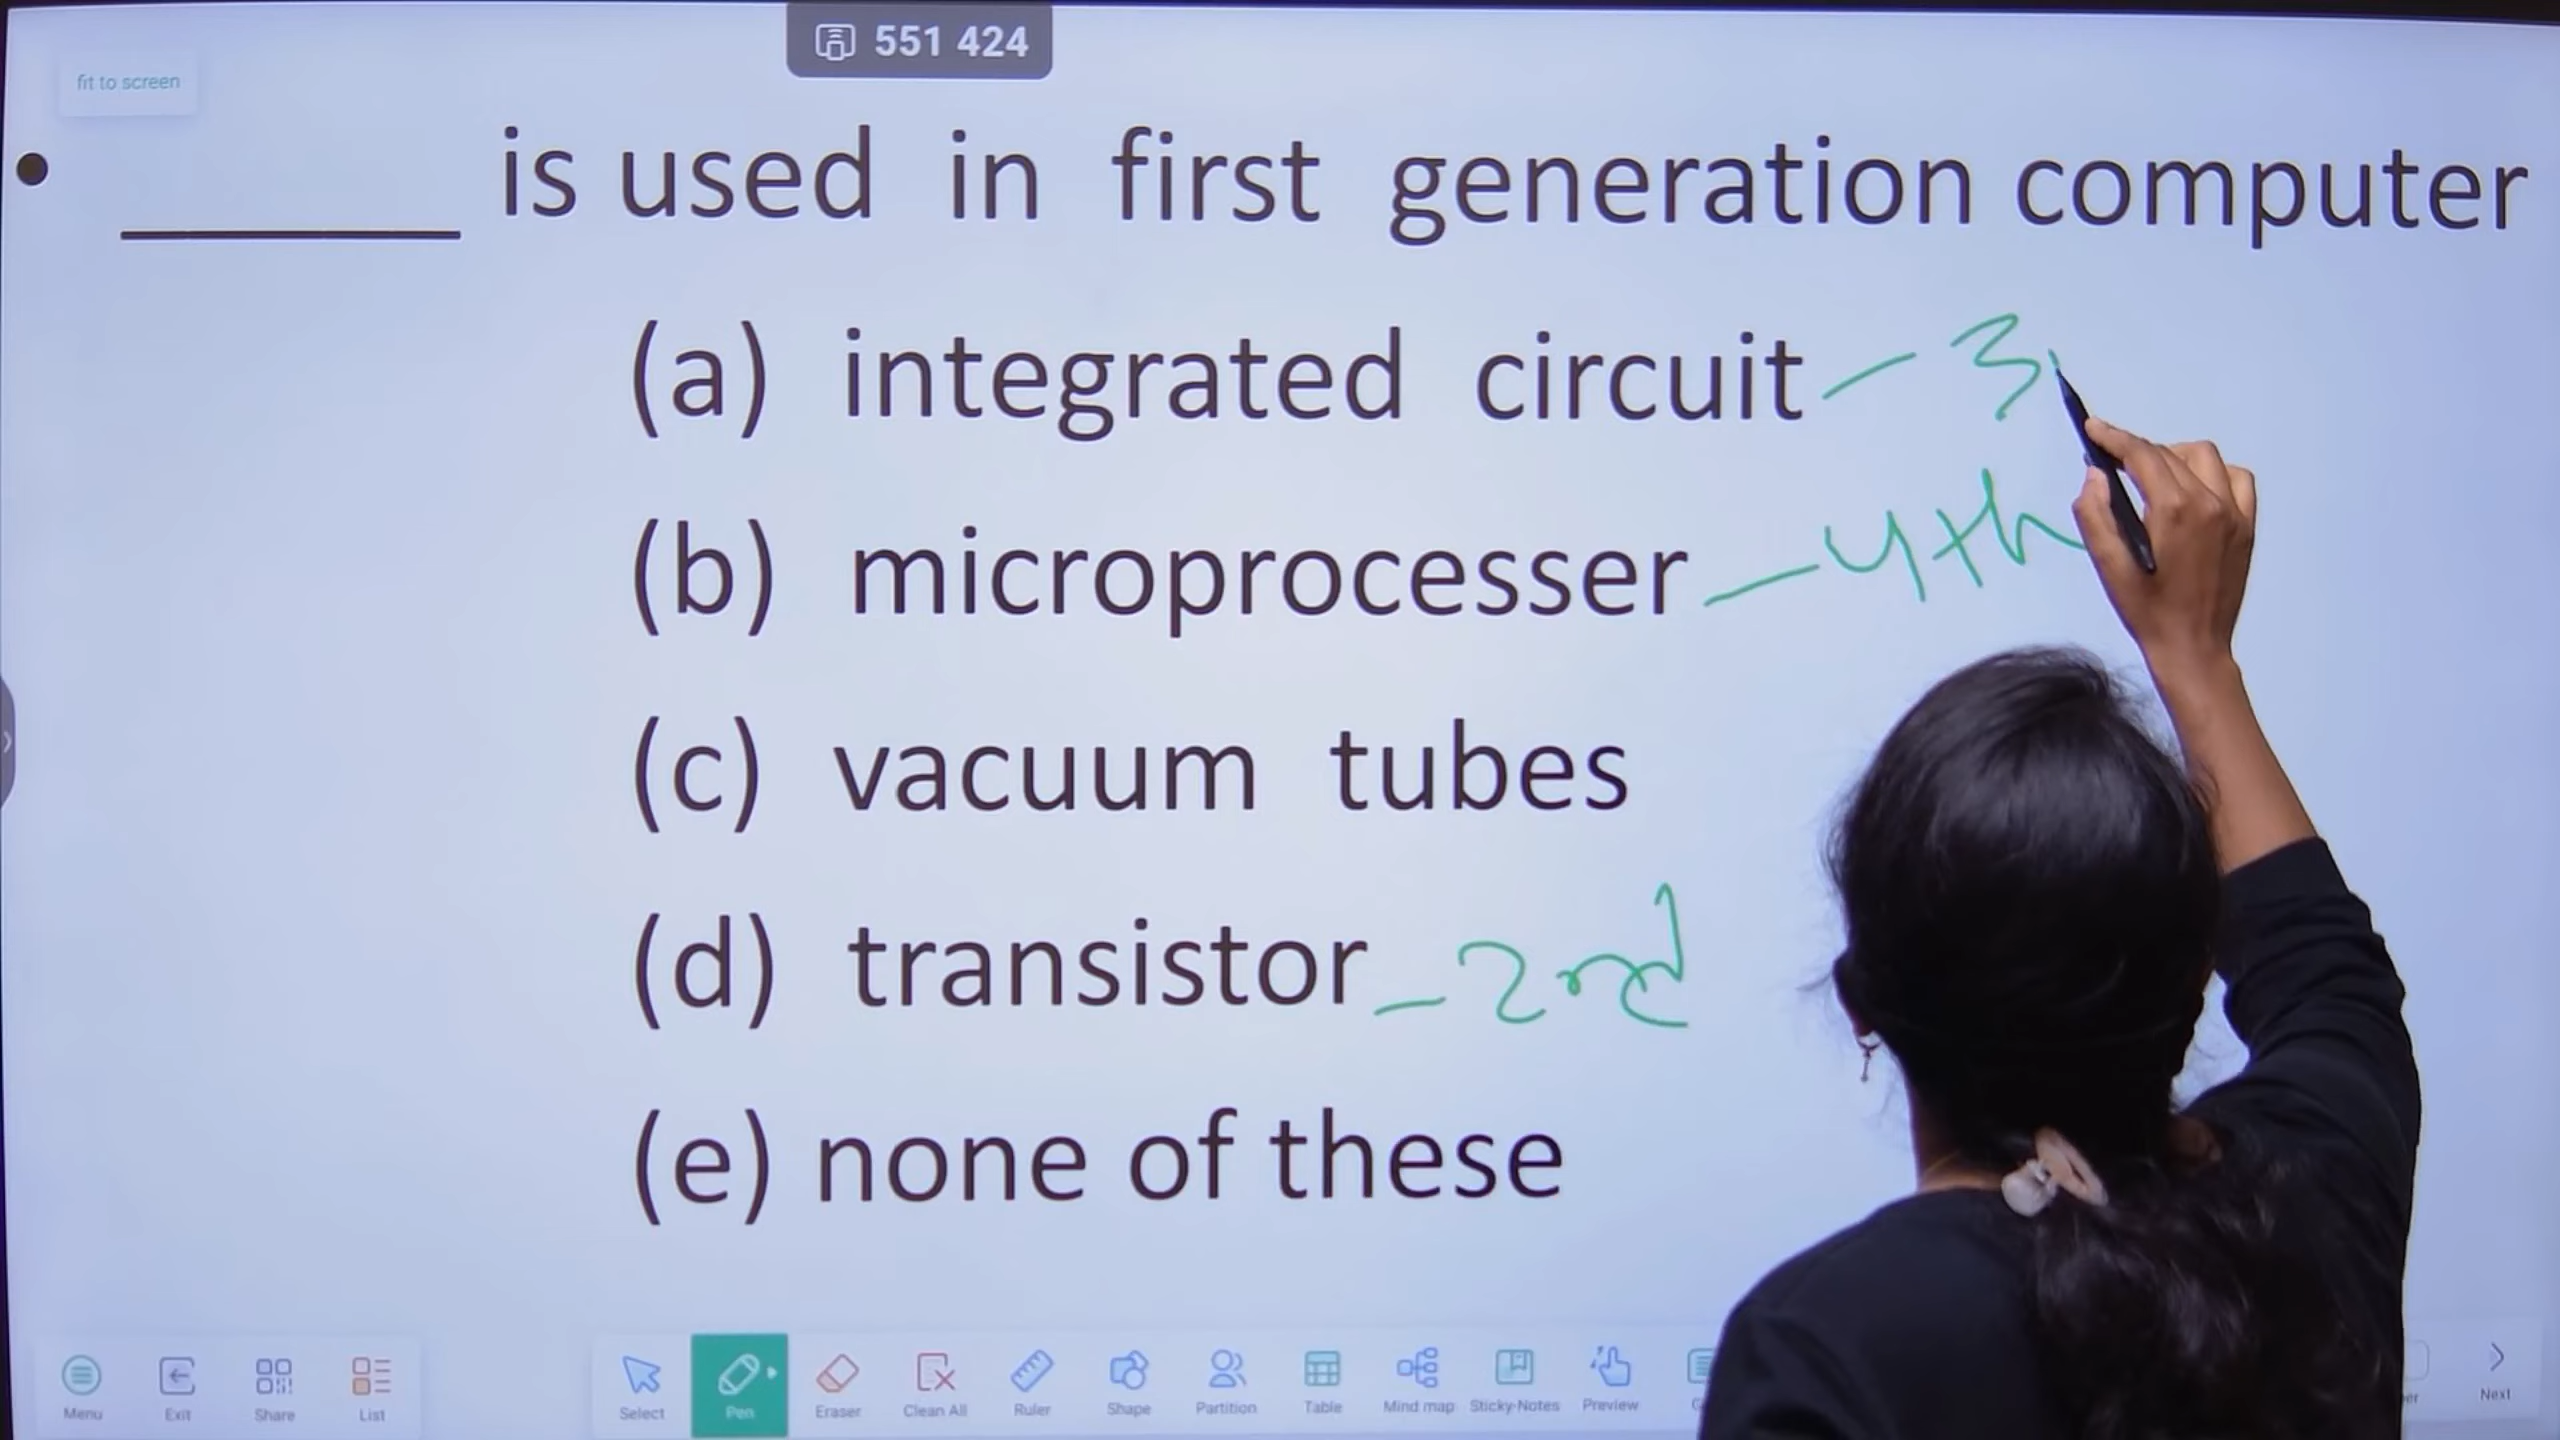 551 424
fit to screen
• ______ is used in first generation computer
(a) integrated circuit – 3
(b) microprocesser – 4th
(c) vacuum tubes
(d) transistor – 2nd
(e) none of these
Menu Exit Share List Select Pen Eraser Clean All Ruler Shape Partition Table Mind map Sticky-Notes Preview Next